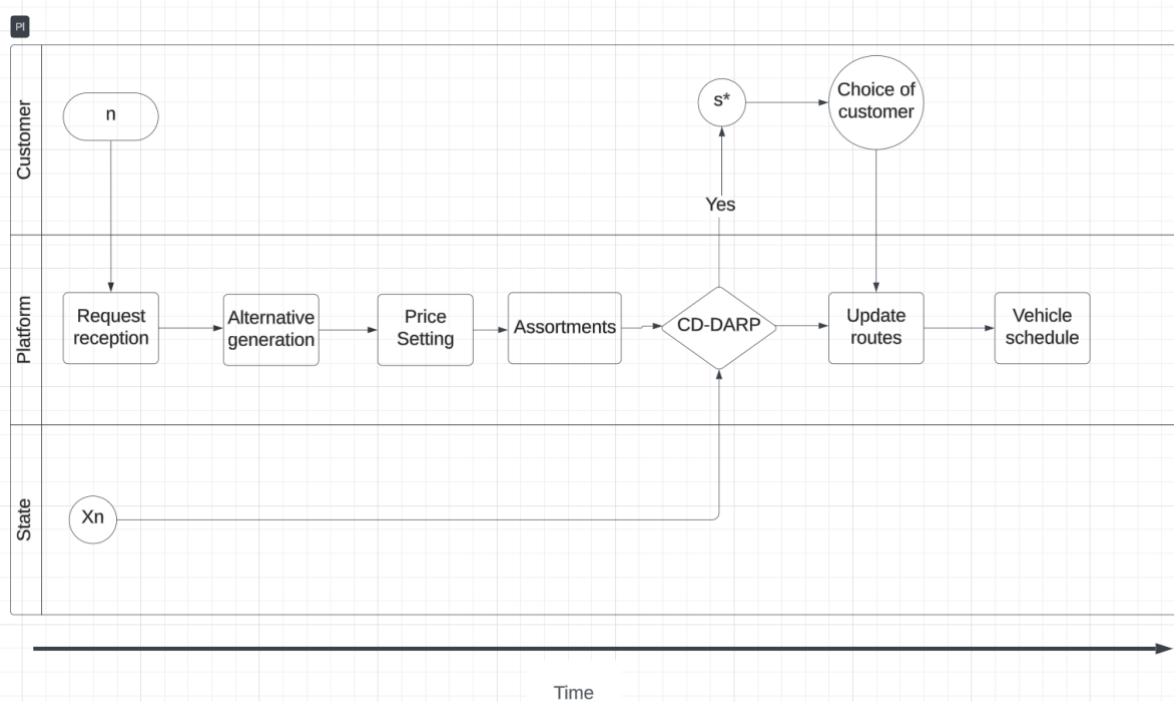 PI
Customer
n
s*
Choice of
customer
Yes
Platform
Request
reception
Alternative
generation
Price
Setting
Assortments
CD-DARP
Update
routes
Vehicle
schedule
State
Xn
Time